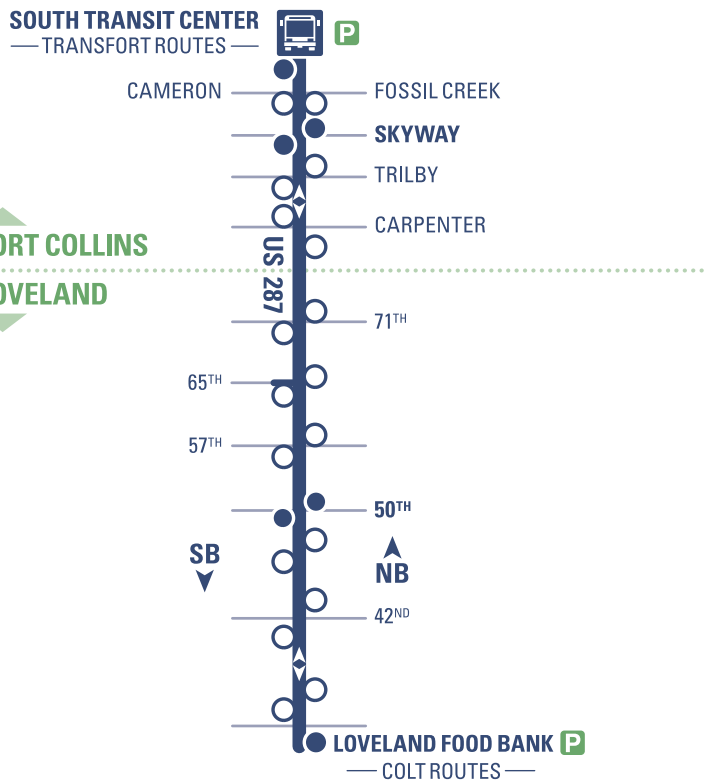 SOUTH TRANSIT CENTER
TRANSFORT ROUTES
P
CAMERON
FOSSIL CREEK
SKYWAY
TRILBY
CARPENTER
ORT COLLINS
US 287
OVELAND
71TH
65TH
57TH
50TH
SB
NB
42ND
LOVELAND FOOD BANK P
COLT ROUTES